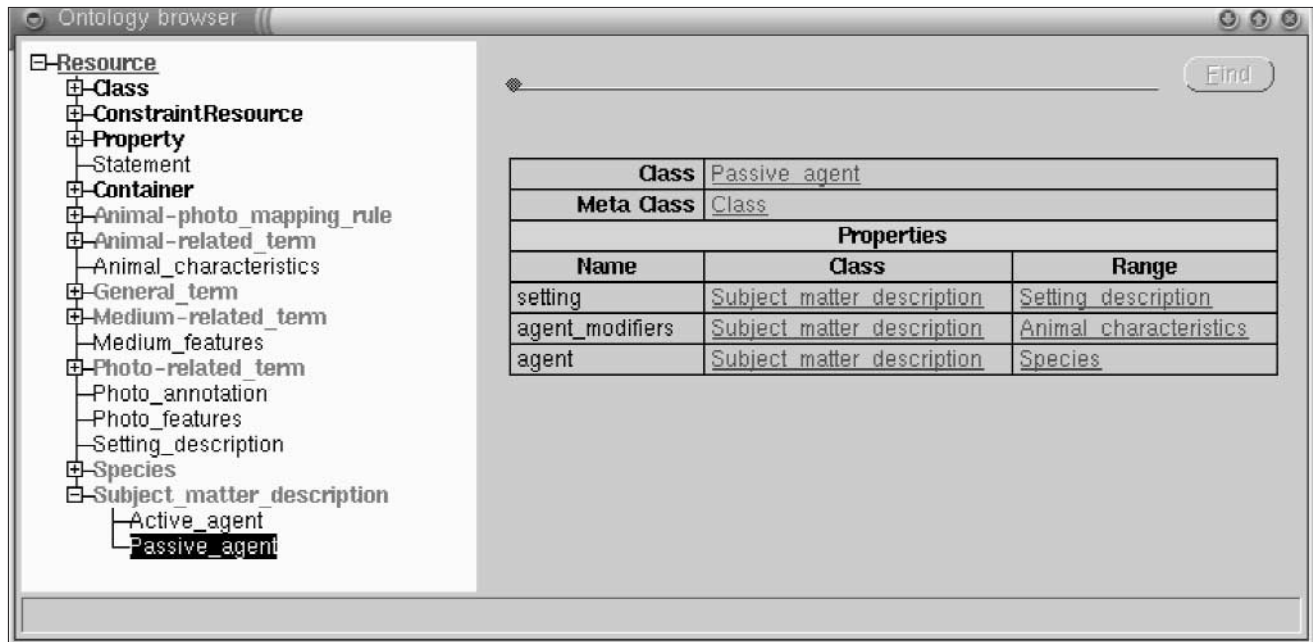 Ontology browser
Resource
Class
ConstraintResource
Property
Statement
Container
Animal-photo_mapping_rule
Animal-related_term
Animal_characteristics
General_term
Medium-related_term
Medium_features
Photo-related_term
Photo_annotation
Photo_features
Setting_description
Species
Subject_matter_description
Active_agent
Passive_agent
Find
Class Passive_agent
Meta Class Class
Properties
Name Class Range
setting Subject_matter_description Setting_description
agent_modifiers Subject_matter_description Animal_characteristics
agent Subject_matter_description Species